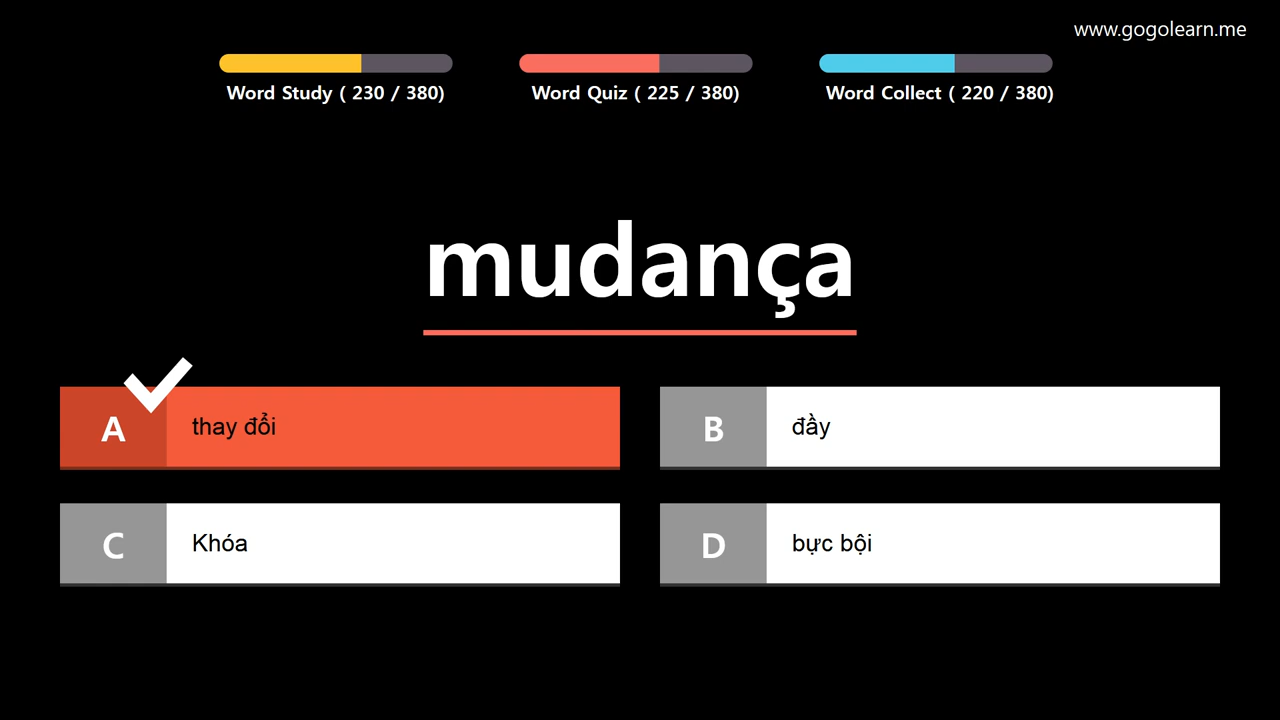 www.gogolearn.me
Word Study ( 230 / 380)
Word Quiz ( 225 / 380)
Word Collect ( 220 / 380)
mudança
A thay đổi
B đầy
C Khóa
D bực bội